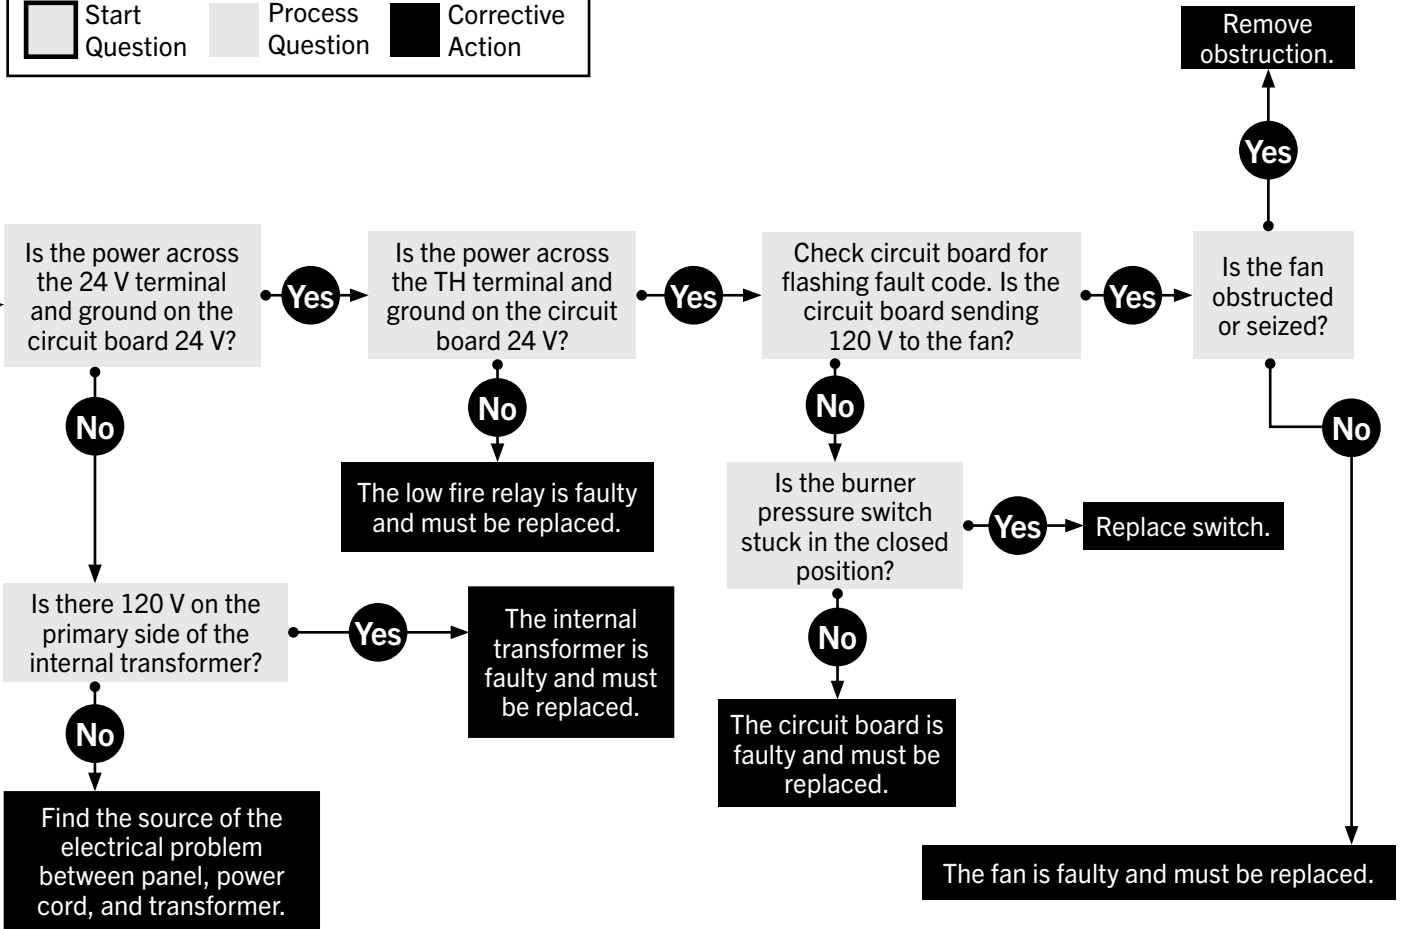 Start
Question
Process
Question
Corrective
Action
Remove
obstruction.
Yes
Is the power across
the 24 V terminal
and ground on the
circuit board 24 V?
Yes
Is the power across
the TH terminal and
ground on the circuit
board 24 V?
Yes
Check circuit board for
flashing fault code. Is the
circuit board sending
120 V to the fan?
Yes
Is the fan
obstructed
or seized?
No
No
No
No
The low fire relay is faulty
and must be replaced.
Is the burner
pressure switch
stuck in the closed
position?
Yes
Replace switch.
Is there 120 V on the
primary side of the
internal transformer?
Yes
The internal
transformer is
faulty and must
be replaced.
No
The circuit board is
faulty and must be
replaced.
No
Find the source of the
electrical problem
between panel, power
cord, and transformer.
The fan is faulty and must be replaced.